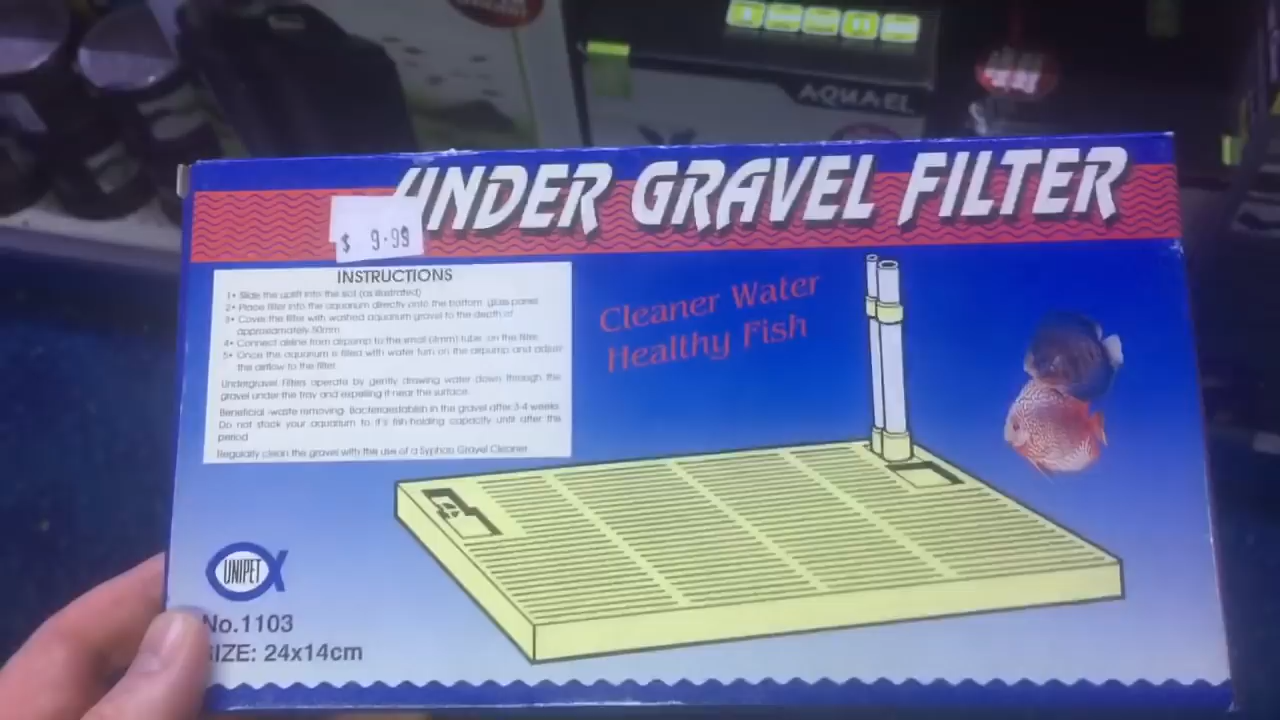 AQUAEL
UNDER GRAVEL FILTER
$ 9.99
INSTRUCTIONS
1• Slide the uplift into the slot (as illustrated)
2• Place filter into the aquarium directly onto the bottom glass panel
3• Cover the filter with washed aquarium gravel to the depth of
approximately 50mm
4• Connect airline from airpump to the small (4mm) tube on the filter
5• Once the aquarium is filled with water turn on the airpump and adjust
the airflow to the filter
Undergravel Filters operate by gently drawing water down through the
gravel under the tray and expelling it near the surface.
Beneficial waste removing Bacteria establish in the gravel after 3-4 weeks
Do not stock your aquarium to it's fish-holding capacity until after this
period
Regularly clean the gravel with the use of a Syphon Gravel Cleaner
Cleaner Water
Healthy Fish
UNIPET
No.1103
SIZE: 24x14cm